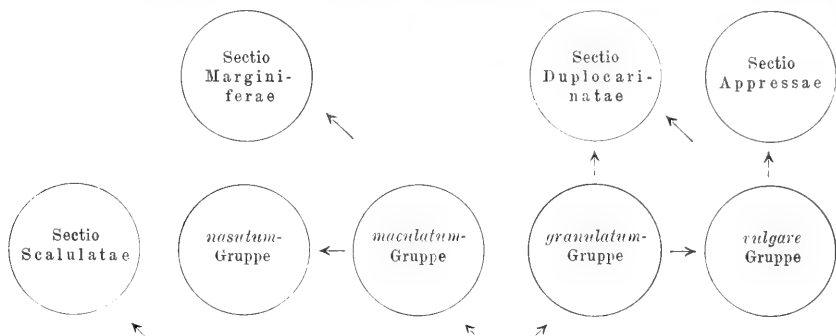 Sectio
Margini-
ferae
Sectio
Duplocari-
natae
Sectio
Appressae
Sectio
Scalulatae
nasutum-
Gruppe
maculatum-
Gruppe
granulatum-
Gruppe
vulgare
Gruppe